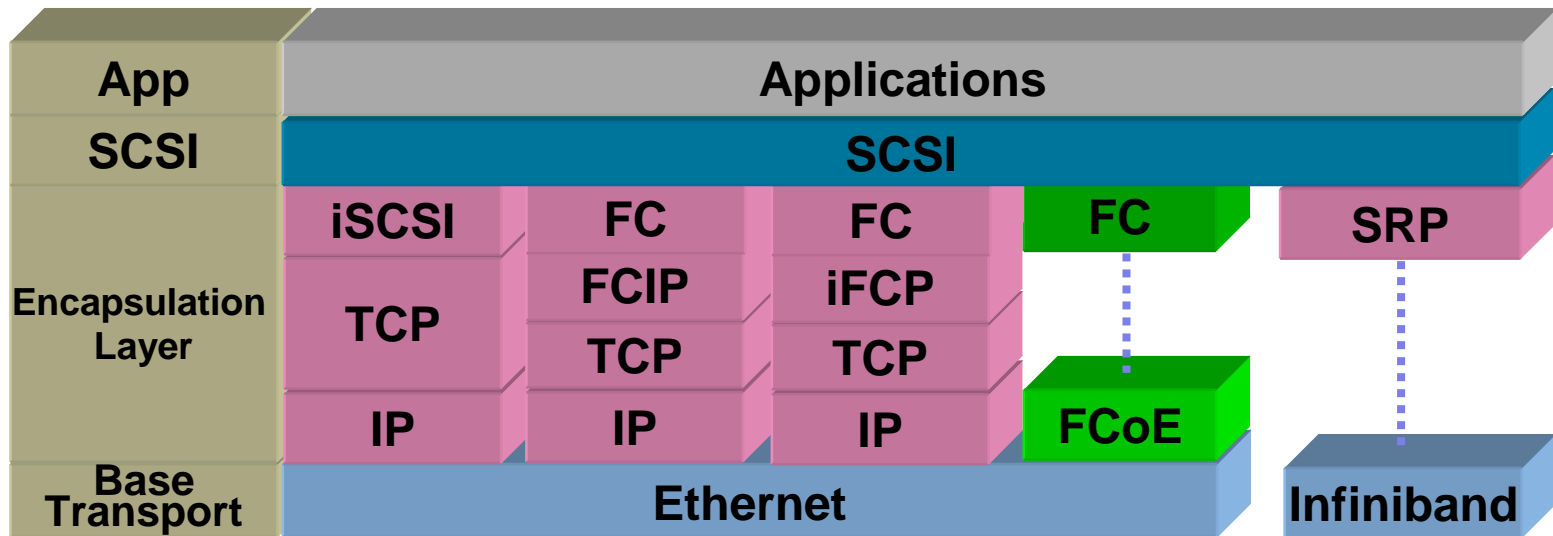 App
Applications
SCSI
SCSI
Encapsulation
Layer
iSCSI
FC
FC
FC
SRP
FCIP
iFCP
TCP
TCP
TCP
IP
IP
IP
FCoE
Base
Transport
Ethernet
Infiniband